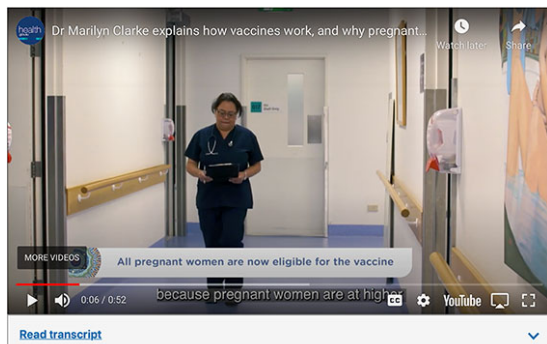 health
Dr Marilyn Clarke explains how vaccines work, and why pregnant...
Watch later
Share
MORE VIDEOS
All pregnant women are now eligible for the vaccine
because pregnant women are at higher
0:06 / 0:52
CC
YouTube
Read transcript